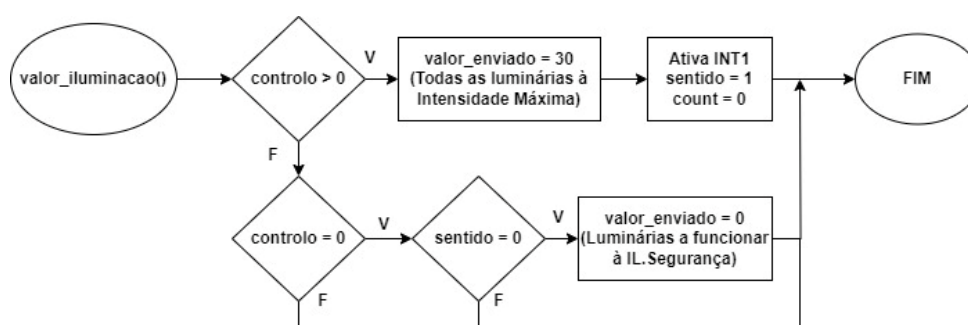 valor_iluminacao()
controlo > 0
V
valor_enviado = 30
(Todas as luminárias à
Intensidade Máxima)
Ativa INT1
sentido = 1
count = 0
FIM
F
controlo = 0
V
sentido = 0
V
valor_enviado = 0
(Luminárias a funcionar
à IL.Segurança)
F
F